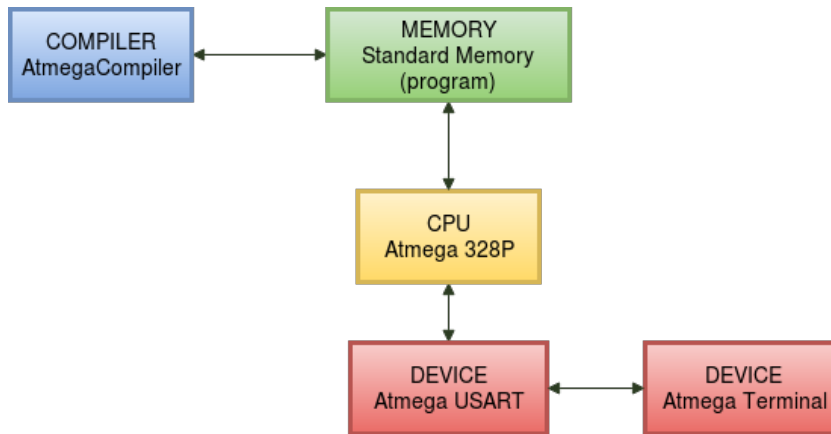 COMPILER
AtmegaCompiler
MEMORY
Standard Memory
(program)
CPU
Atmega 328P
DEVICE
Atmega USART
DEVICE
Atmega Terminal